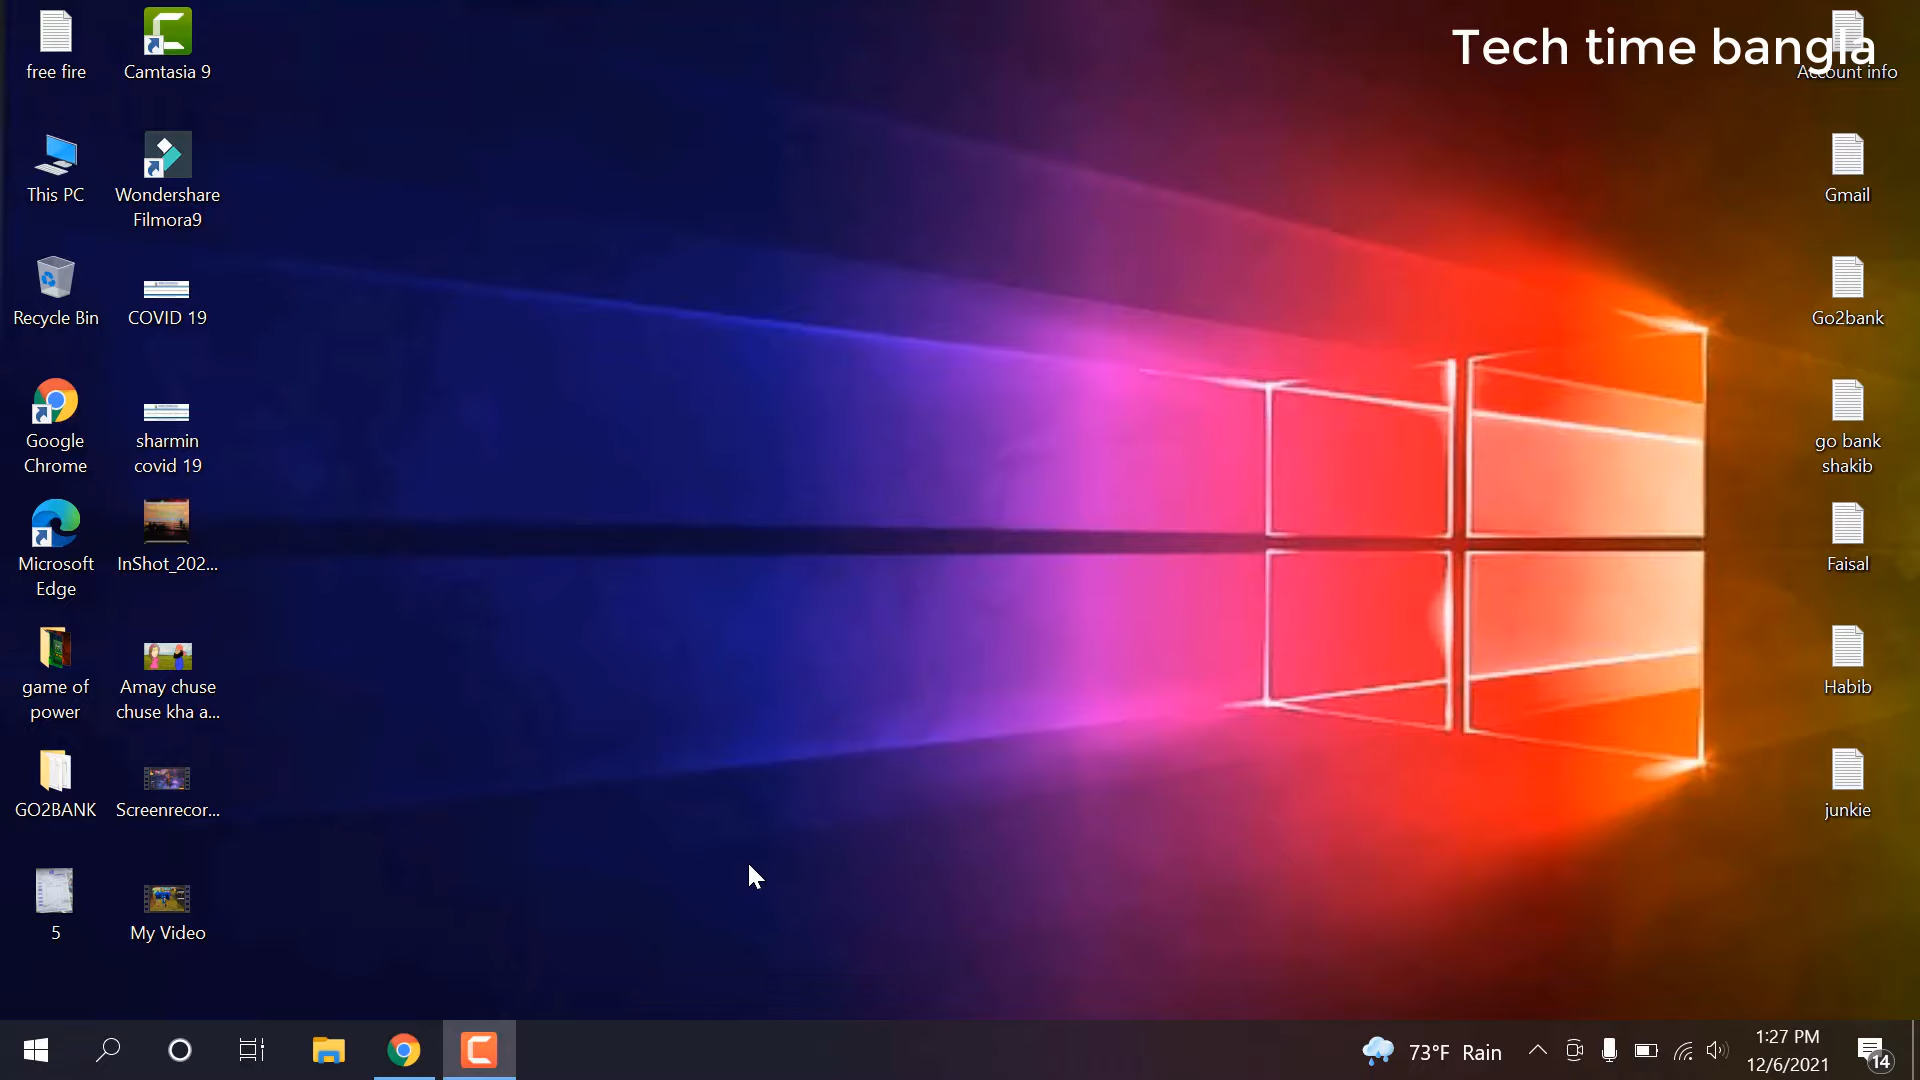 Tech time bangla
free fire
Camtasia 9
Account info
This PC
Wondershare
Filmora9
Gmail
Recycle Bin
COVID 19
Go2bank
Google
Chrome
sharmin
covid 19
go bank
shakib
Microsoft
Edge
InShot_202...
Faisal
game of
power
Amay chuse
chuse kha a...
Habib
GO2BANK
Screenrecor...
junkie
5
My Video
73°F Rain
1:27 PM
12/6/2021
14